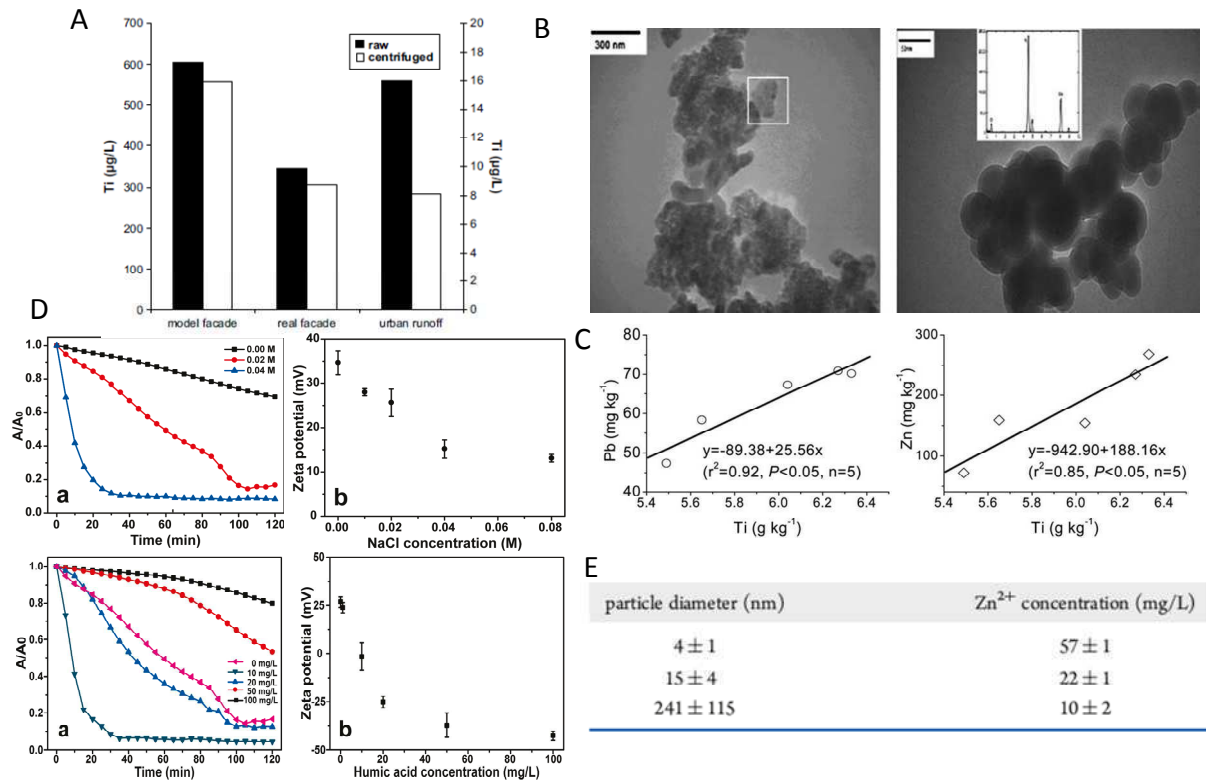 A
raw
centrifuged
Ti (µg/L)
700
600
500
400
300
200
100
0
20
18
16
14
12
10
8
6
4
2
0
Ti (µg/L)
model facade
real facade
urban runoff
B
300 nm
50nm
C
Pb (mg kg⁻¹)
80
75
70
65
60
55
50
45
40
y=-89.38+25.56x
(r²=0.92, P<0.05, n=5)
5.4 5.6 5.8 6.0 6.2 6.4
Ti (g kg⁻¹)
Zn (mg kg⁻¹)
300
250
200
150
100
50
y=-942.90+188.16x
(r²=0.85, P<0.05, n=5)
5.4 5.6 5.8 6.0 6.2 6.4
Ti (g kg⁻¹)
D
A/A0
1.0
0.8
0.6
0.4
0.2
0.0
0.00 M
0.02 M
0.04 M
a
0 20 40 60 80 100 120
Time (min)
Zeta potential (mV)
40
30
20
10
0
b
0.00 0.02 0.04 0.06 0.08
NaCl concentration (M)
A/A0
1.0
0.8
0.6
0.4
0.2
0.0
0 mg/L
10 mg/L
20 mg/L
50 mg/L
100 mg/L
a
0 20 40 60 80 100 120
Time (min)
Zeta potential (mV)
50
25
0
-25
-50
b
0 20 40 60 80 100
Humic acid concentration (mg/L)
E
particle diameter (nm) Zn²⁺ concentration (mg/L)
4 ± 1 57 ± 1
15 ± 4 22 ± 1
241 ± 115 10 ± 2